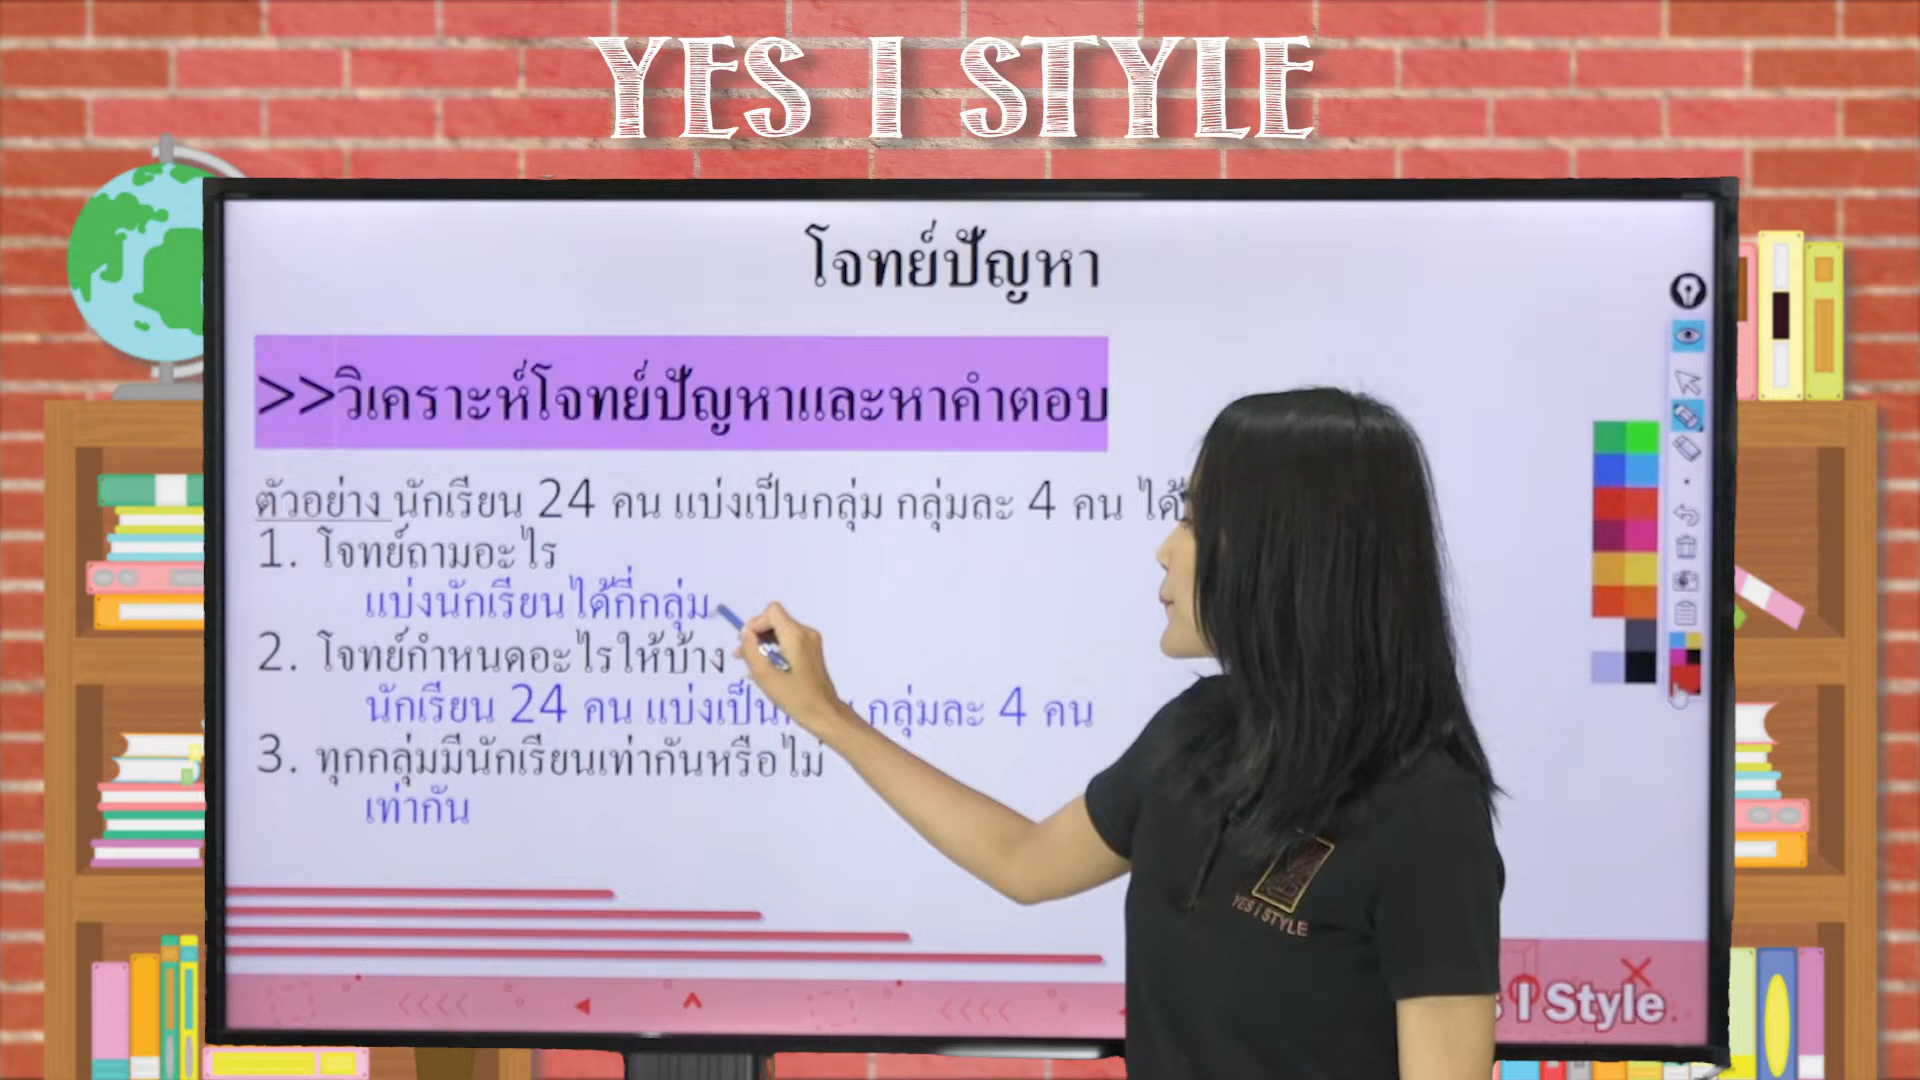 YES I STYLE
โจทย์ปัญหา
>>วิเคราะห์โจทย์ปัญหาและหาคำตอบ
ตัวอย่าง นักเรียน 24 คน แบ่งเป็นกลุ่ม กลุ่มละ 4 คน ได้
1. โจทย์ถามอะไร
แบ่งนักเรียนได้กี่กลุ่ม
2. โจทย์กำหนดอะไรให้บ้าง
นักเรียน 24 คน แบ่งเป็น กลุ่มละ 4 คน
3. ทุกกลุ่มมีนักเรียนเท่ากันหรือไม่
เท่ากัน
YES I STYLE
I Style